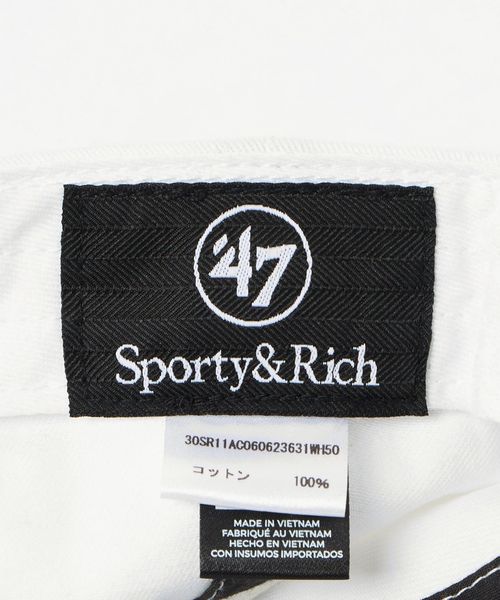 '47
Sporty&Rich
30SR11AC060623631WH50
コットン 100%
MADE IN VIETNAM
FABRIQUÉ AU VIETNAM
HECHO EN VIETNAM
CON INSUMOS IMPORTADOS